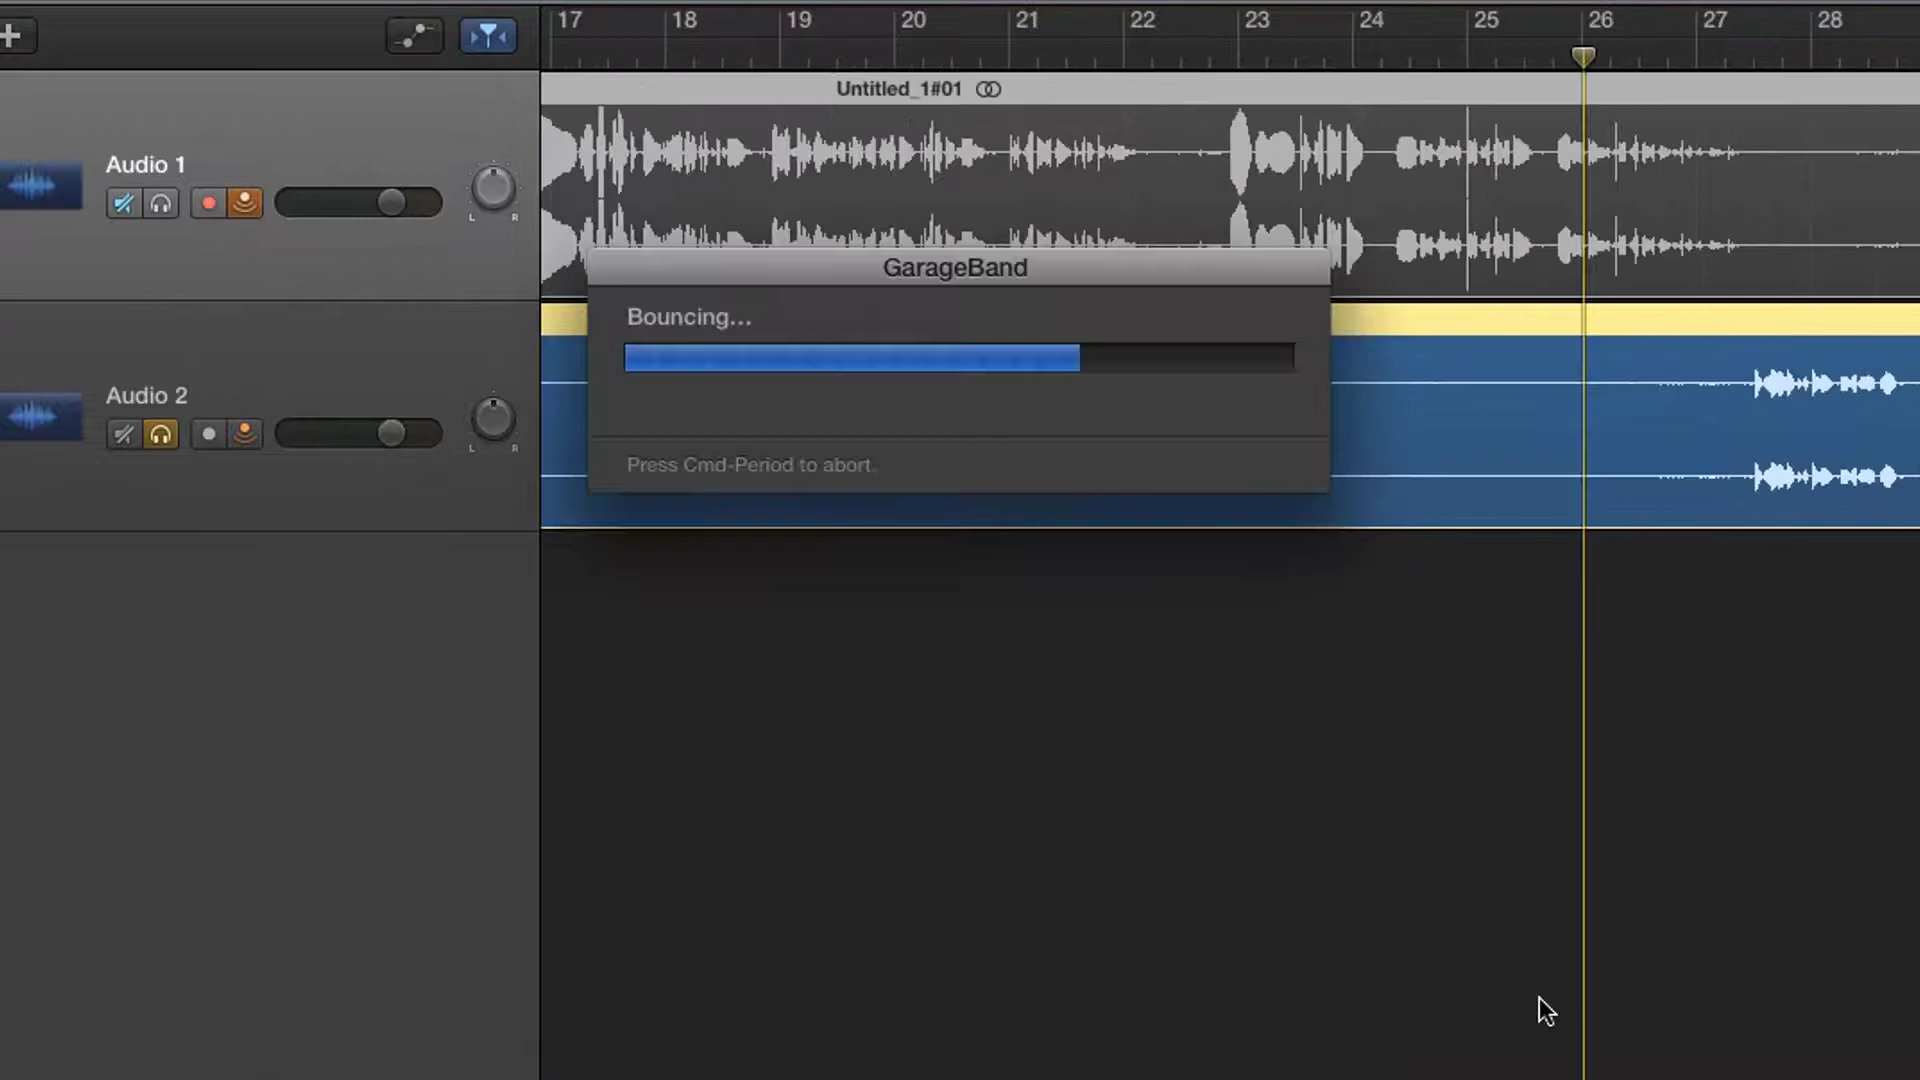 17 18 19 20 21 22 23 24 25 26 27 28
Untitled_1#01
Audio 1
L R
GarageBand
Bouncing...
Audio 2
L R
Press Cmd-Period to abort.